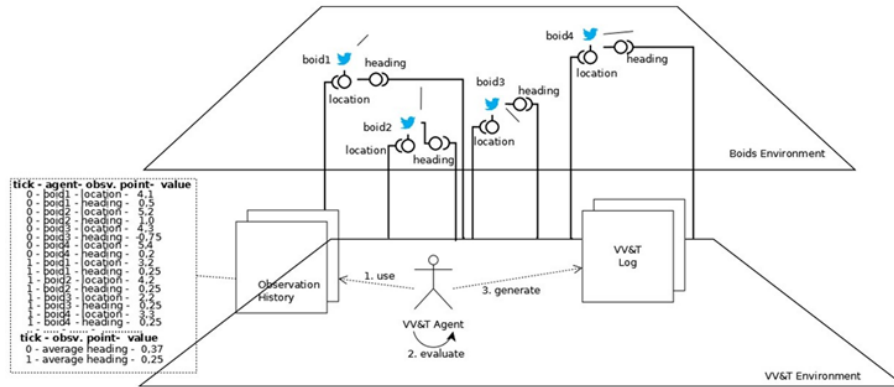 boid4
heading
location
boid1
heading
location
boid3
heading
location
boid2
location
heading
Boids Environment
tick - agent- obsv. point- value
0 - boid1 - location - 4.1
0 - boid1 - heading - 0.5
0 - boid2 - location - 5.2
0 - boid2 - heading - 1.0
0 - boid3 - location - 4.3
0 - boid3 - heading - -0.75
0 - boid4 - location - 5.4
0 - boid4 - heading - 0.2
1 - boid1 - location - 3.2
1 - boid1 - heading - 0.25
1 - boid2 - location - 4.2
1 - boid2 - heading - 0.25
1 - boid3 - location - 2.2
1 - boid3 - heading - 0.25
1 - boid4 - location - 3.3
1 - boid4 - heading - 0.25
tick - obsv. point- value
0 - average heading - 0.37
1 - average heading - 0.25
Observation
History
1. use
VV&T Agent
2. evaluate
3. generate
VV&T
Log
VV&T Environment